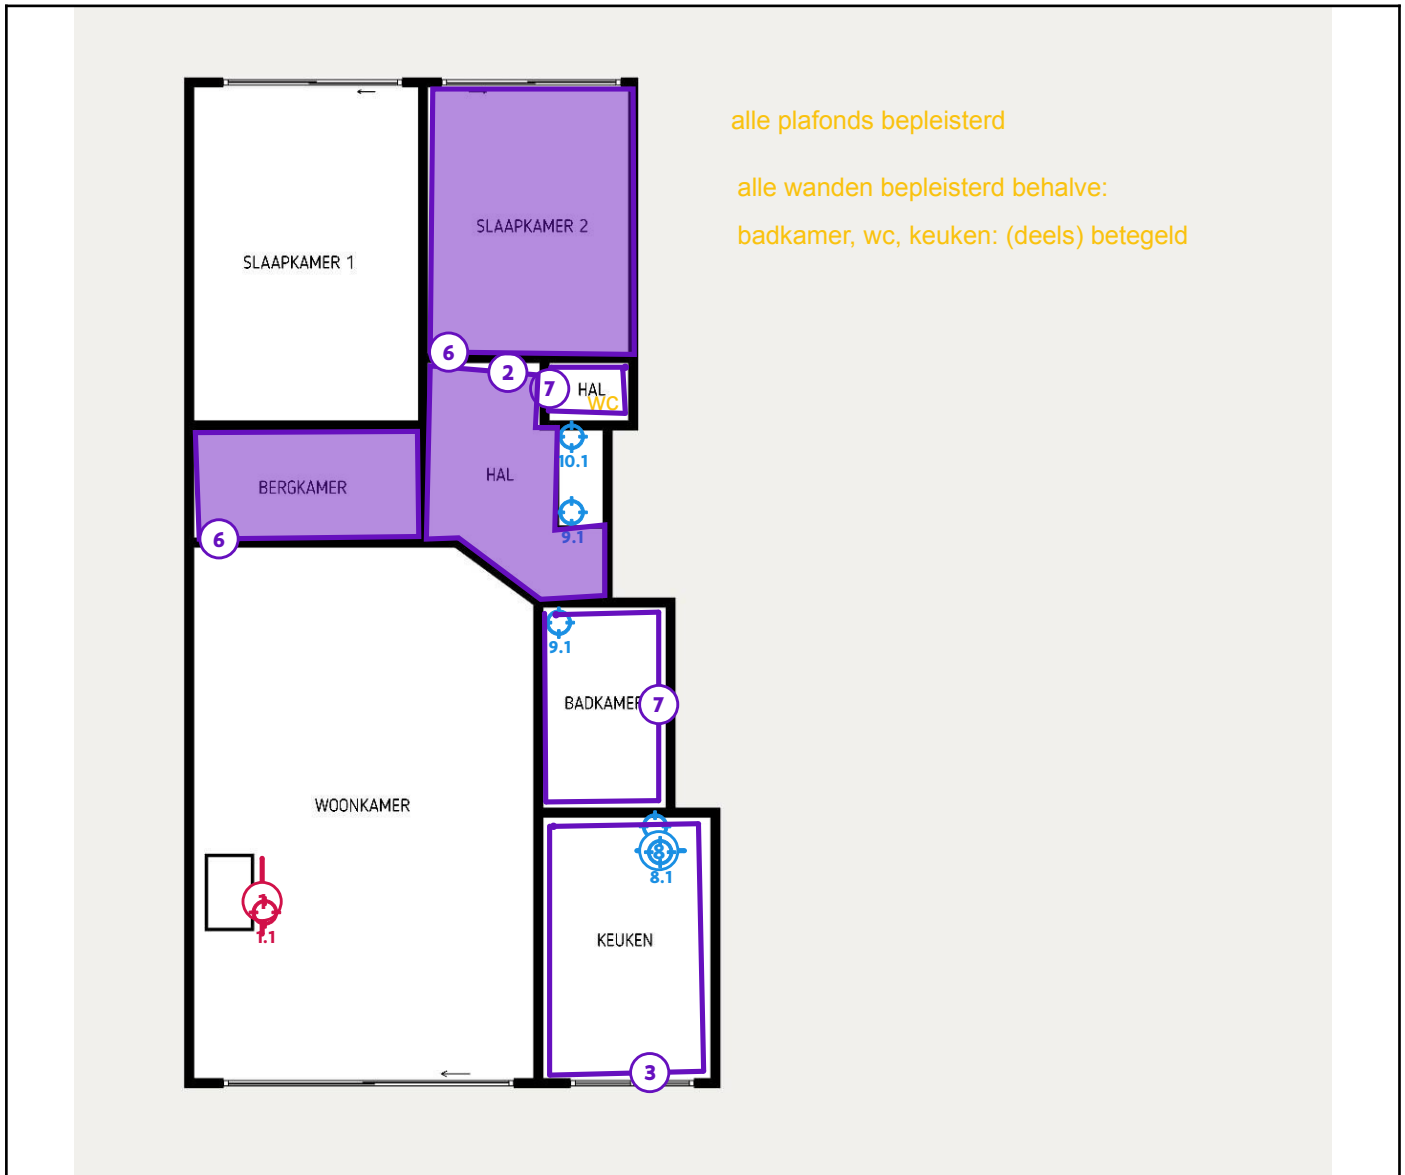 alle plafonds bepleisterd
alle wanden bepleisterd behalve:
badkamer, wc, keuken: (deels) betegeld
SLAAPKAMER 1
SLAAPKAMER 2
6
2
7
HAL
WC
10.1
HAL
BERGKAMER
9.1
6
9.1
BADKAMER
7
WOONKAMER
8
8.1
1
1.1
KEUKEN
3